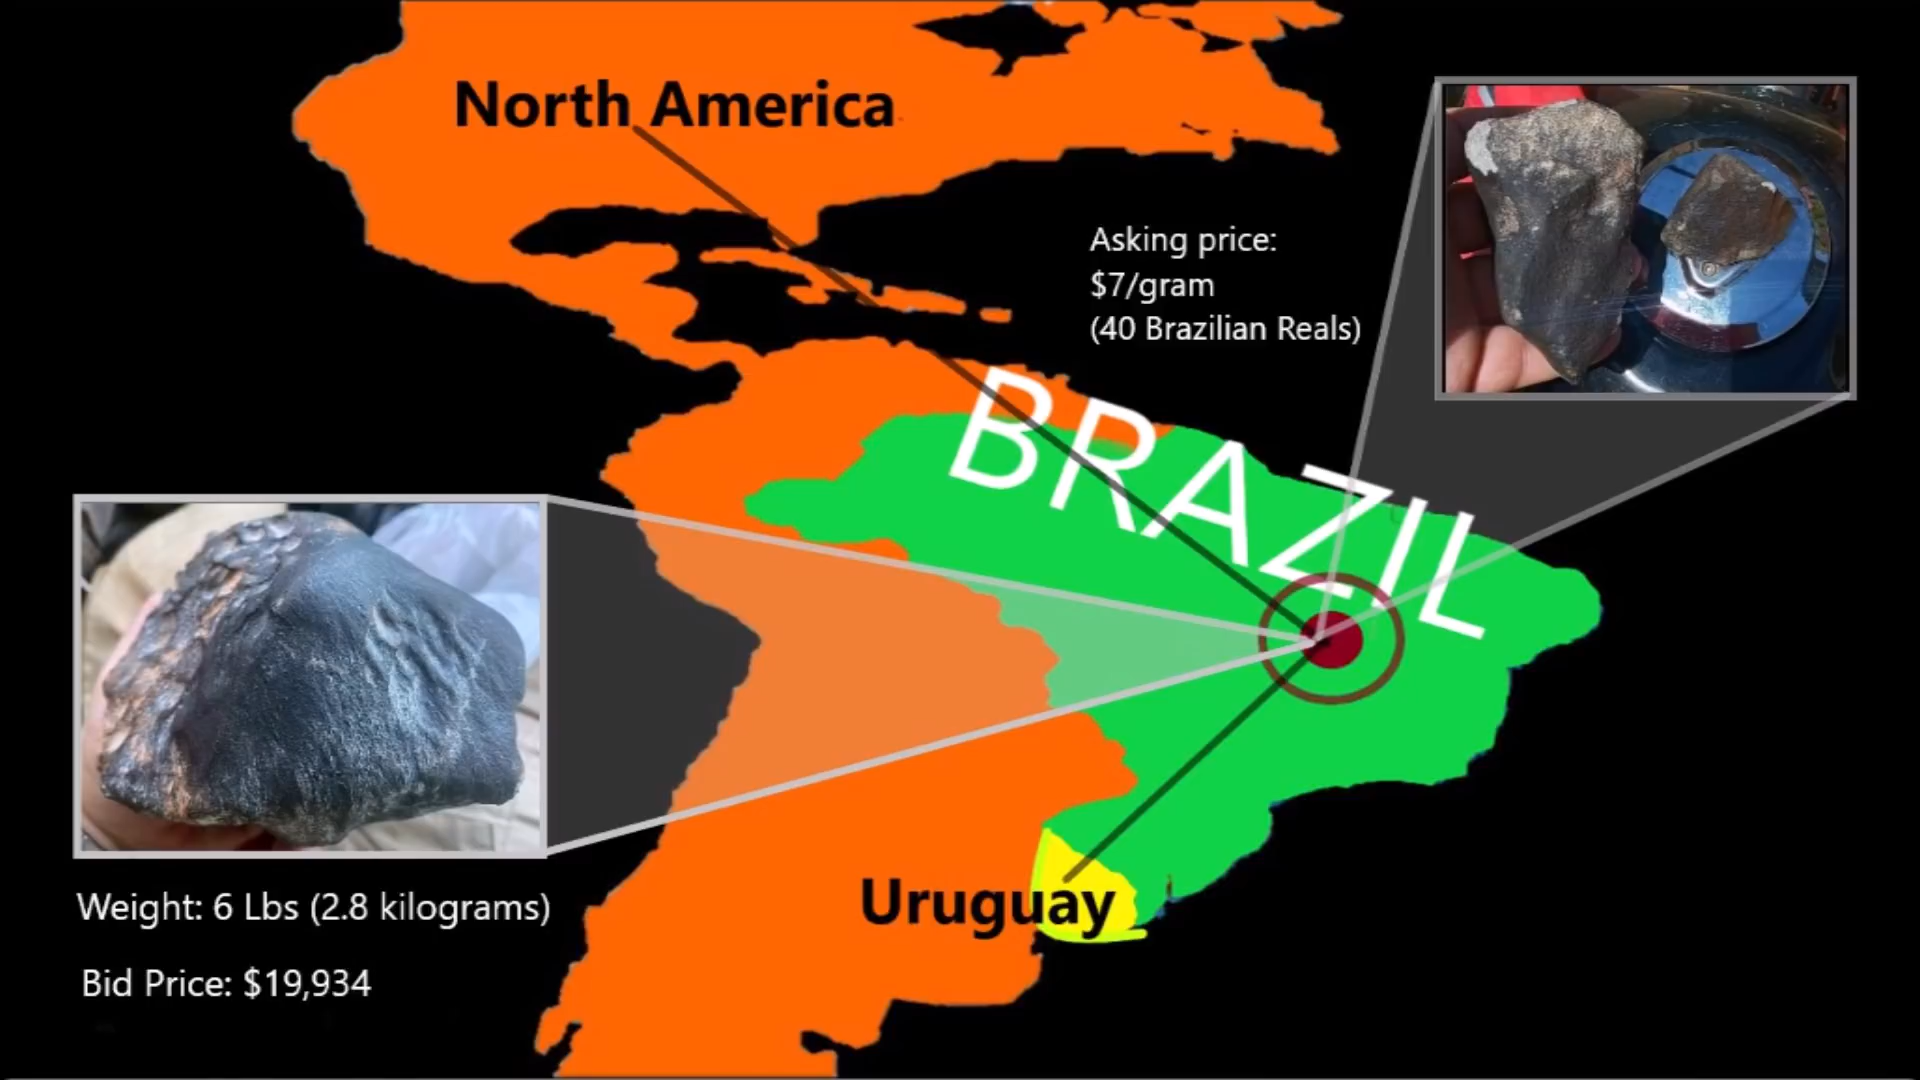 North America
Asking price:
$7/gram
(40 Brazilian Reals)
BRAZIL
Uruguay
Weight: 6 Lbs (2.8 kilograms)
Bid Price: $19,934